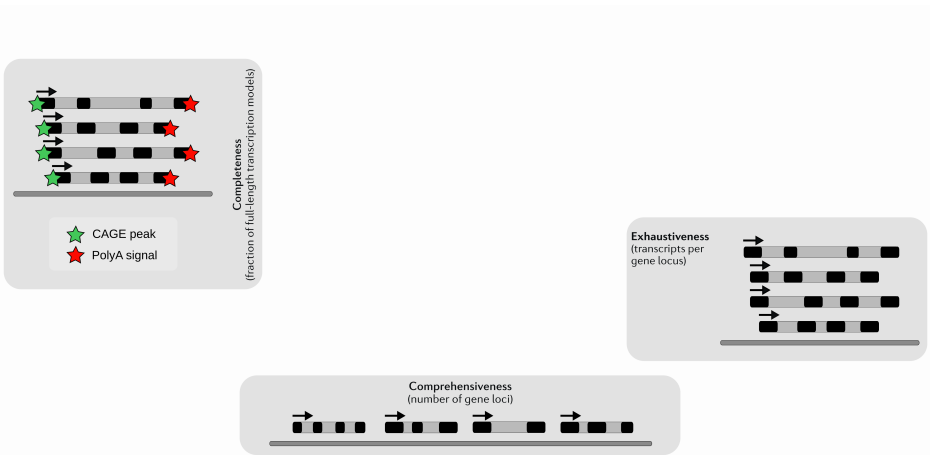 Completeness
(fraction of full-length transcription models)
CAGE peak
PolyA signal
Exhaustiveness
(transcripts per
gene locus)
Comprehensiveness
(number of gene loci)